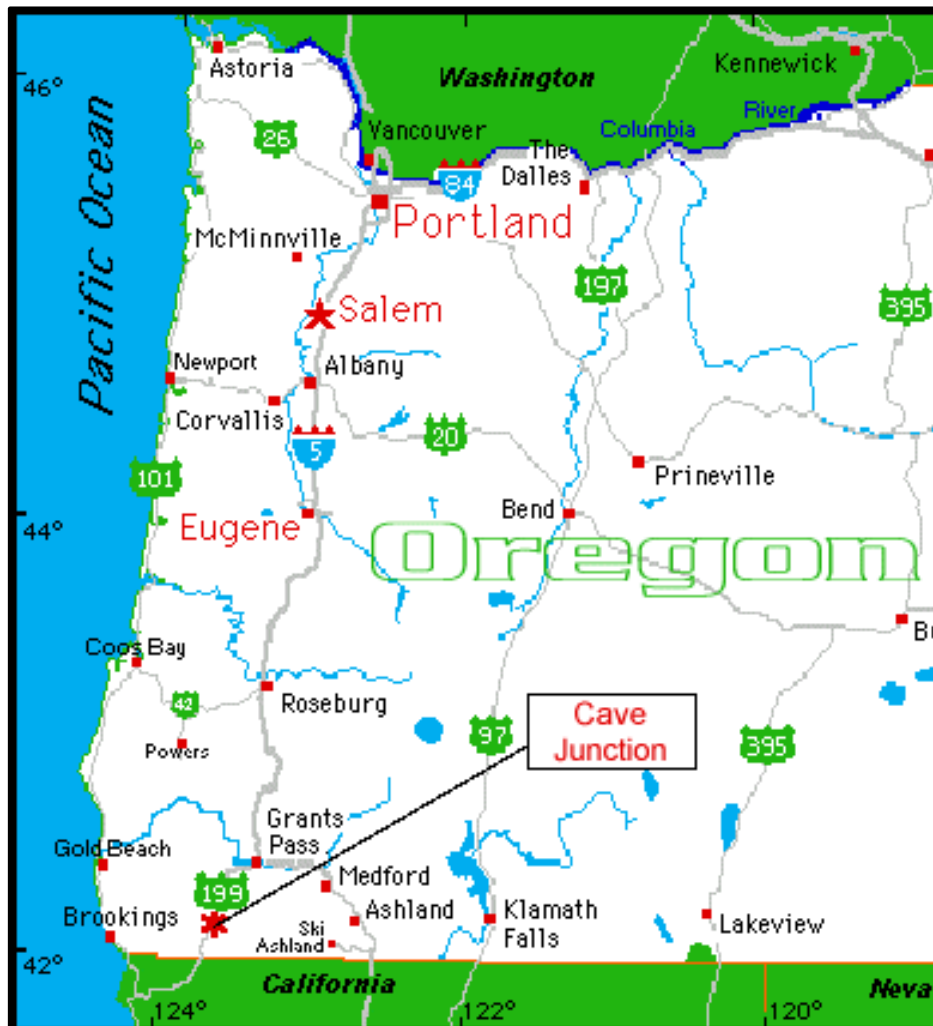 Washington
Kennewick
Astoria
46°
Pacific Ocean
26
Vancouver
Columbia
River
The
Dalles
84
Portland
McMinnville
197
395
Salem
Newport
Albany
Corvallis
5
20
101
Prineville
Bend
44°
Eugene
Oregon
Coos Bay
Roseburg
42
Powers
Cave
Junction
97
395
Grants
Pass
Gold Beach
199
Medford
Brookings
Ski
Ashland
Ashland
Klamath
Falls
Lakeview
42°
California
Neva
124°
122°
120°